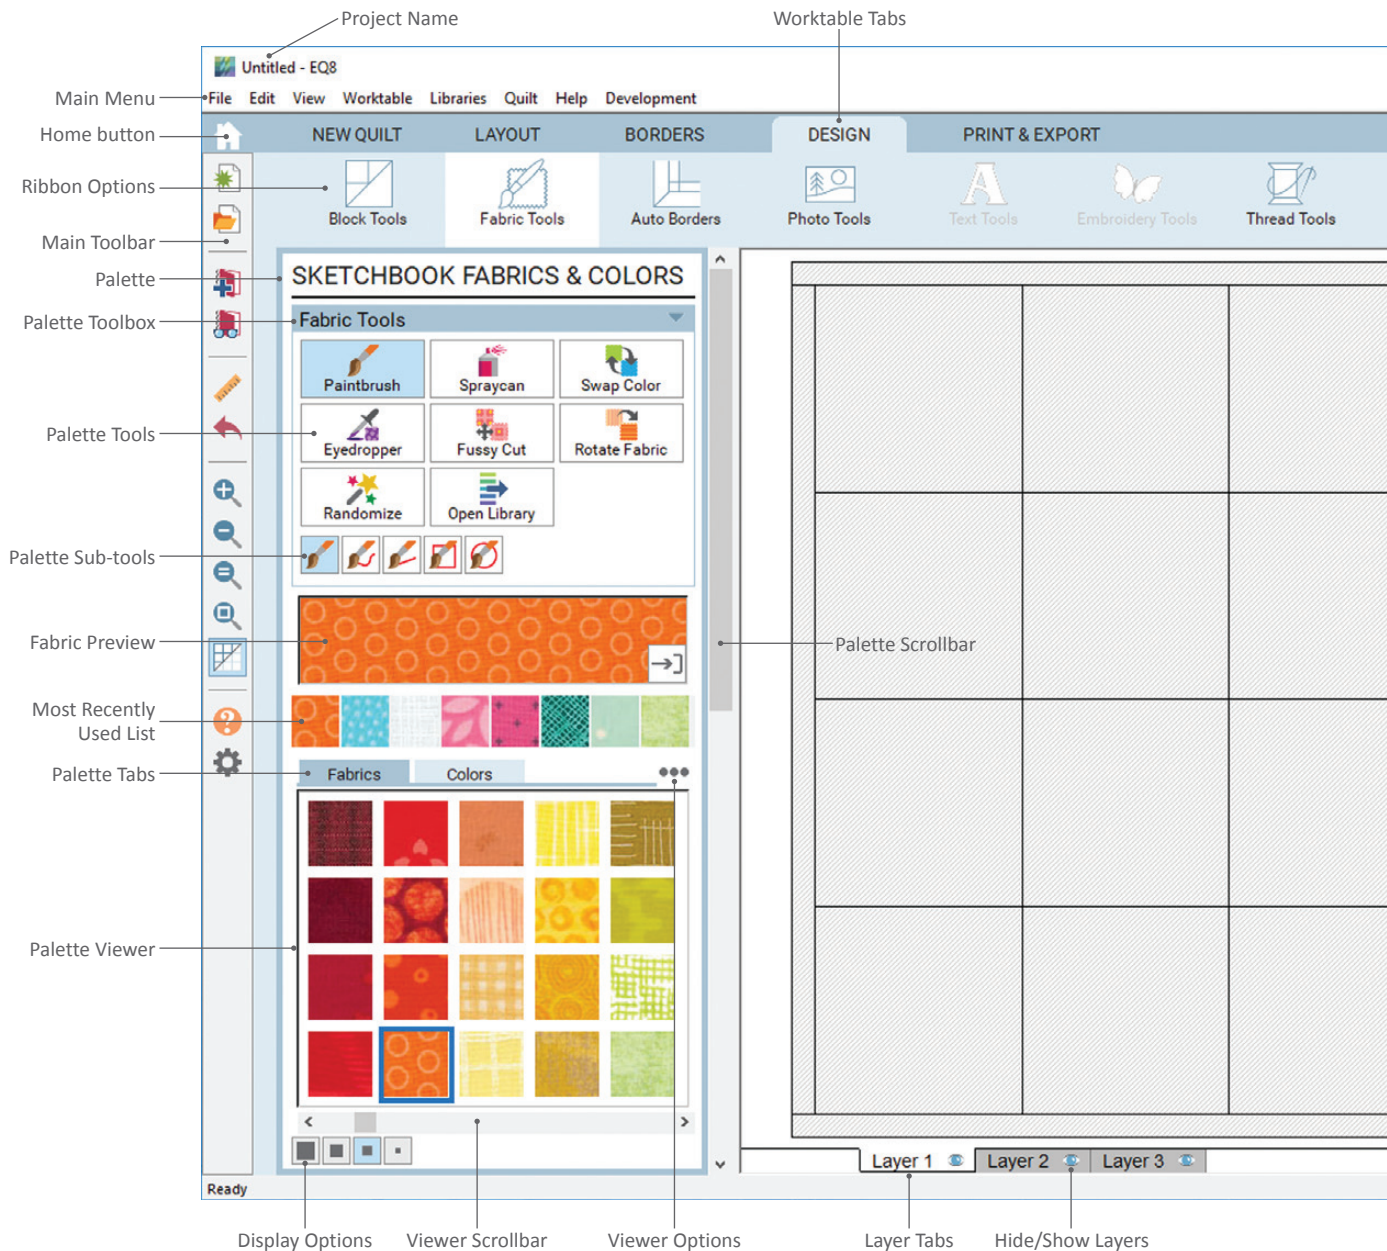 Project Name
Worktable Tabs
Untitled - EQ8
Main Menu
File Edit View Worktable Libraries Quilt Help Development
Home button
NEW QUILT LAYOUT BORDERS DESIGN PRINT & EXPORT
Ribbon Options
Block Tools Fabric Tools Auto Borders Photo Tools Text Tools Embroidery Tools Thread Tools
Main Toolbar
Palette
SKETCHBOOK FABRICS & COLORS
Palette Toolbox
Fabric Tools
Paintbrush Spraycan Swap Color
Palette Tools
Eyedropper Fussy Cut Rotate Fabric
Randomize Open Library
Palette Sub-tools
Fabric Preview
Palette Scrollbar
Most Recently
Used List
Palette Tabs
Fabrics Colors
Palette Viewer
Layer 1 Layer 2 Layer 3
Ready
Display Options Viewer Scrollbar Viewer Options Layer Tabs Hide/Show Layers